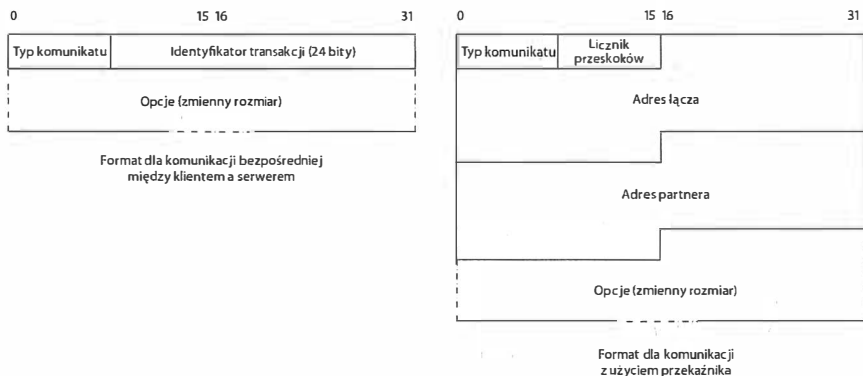 0 15 16 31
Typ komunikatu Identyfikator transakcji (24 bity)
Opcje (zmienny rozmiar)
Format dla komunikacji bezpośredniej
między klientem a serwerem
0 15 16 31
Typ komunikatu Licznik
przeskoków
Adres łącza
Adres partnera
Opcje (zmienny rozmiar)
Format dla komunikacji
z użyciem przekaźnika